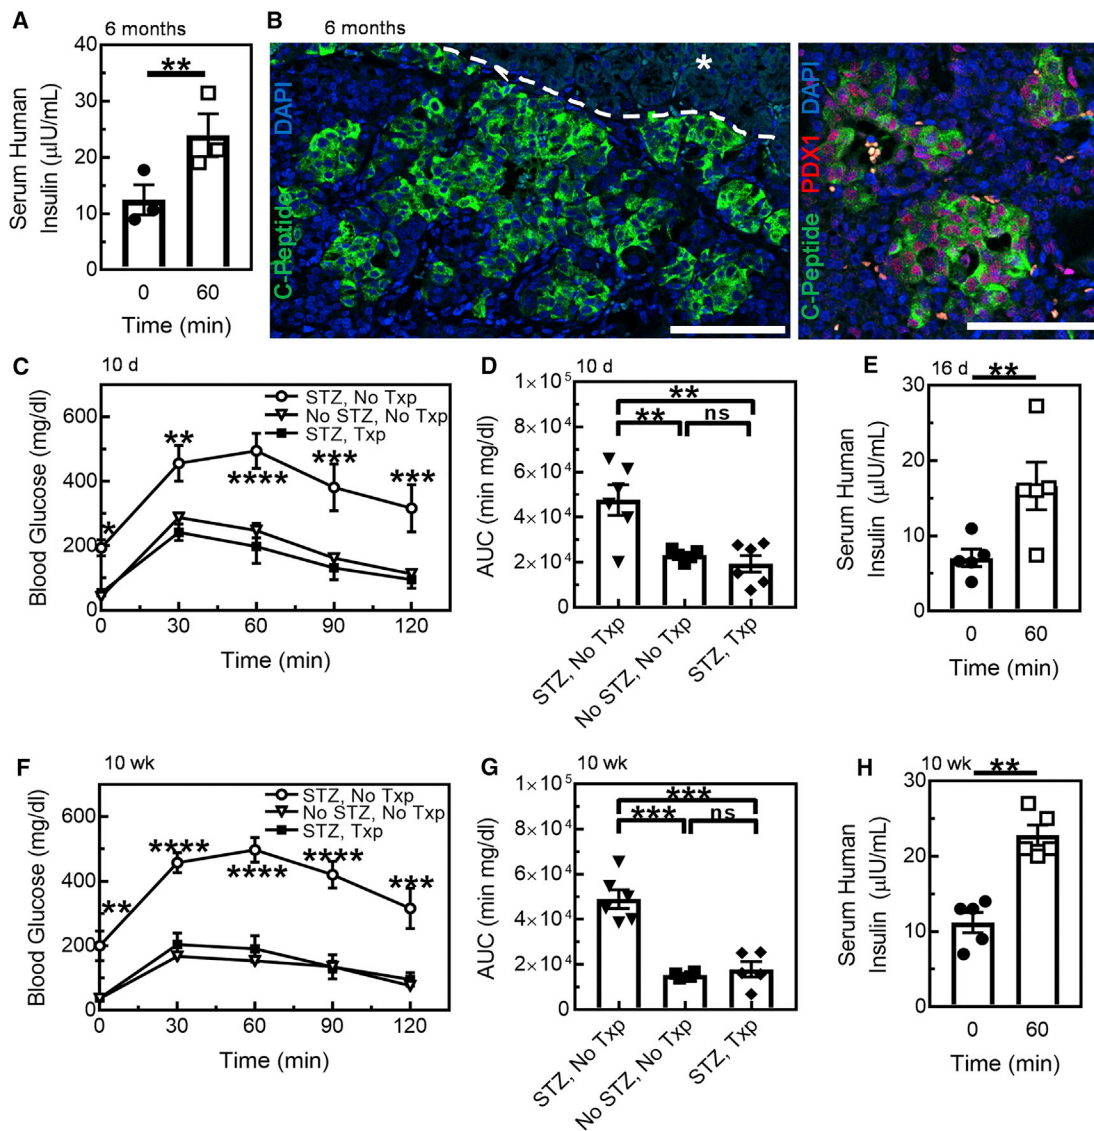 A
6 months
Serum Human
Insulin (µIU/mL)
40
30
20
10
0
**
0
60
Time (min)
B
6 months
C-Peptide DAPI
*
C-Peptide PDX1 DAPI
C
10 d
Blood Glucose (mg/dl)
600
400
200
0
STZ, No Txp
No STZ, No Txp
STZ, Txp
*
**
****
***
***
0
30
60
90
120
Time (min)
D
10 d
AUC (min mg/dl)
1×10⁵
8×10⁴
6×10⁴
4×10⁴
2×10⁴
0
**
**
ns
STZ, No Txp
No STZ, No Txp
STZ, Txp
E
16 d
**
Serum Human
Insulin (µIU/mL)
30
20
10
0
0
60
Time (min)
F
10 wk
Blood Glucose (mg/dl)
600
400
200
0
STZ, No Txp
No STZ, No Txp
STZ, Txp
**
****
****
****
***
0
30
60
90
120
Time (min)
G
10 wk
AUC (min mg/dl)
1×10⁵
8×10⁴
6×10⁴
4×10⁴
2×10⁴
0
***
***
ns
STZ, No Txp
No STZ, No Txp
STZ, Txp
H
10 wk
**
Serum Human
Insulin (µIU/mL)
30
20
10
0
0
60
Time (min)